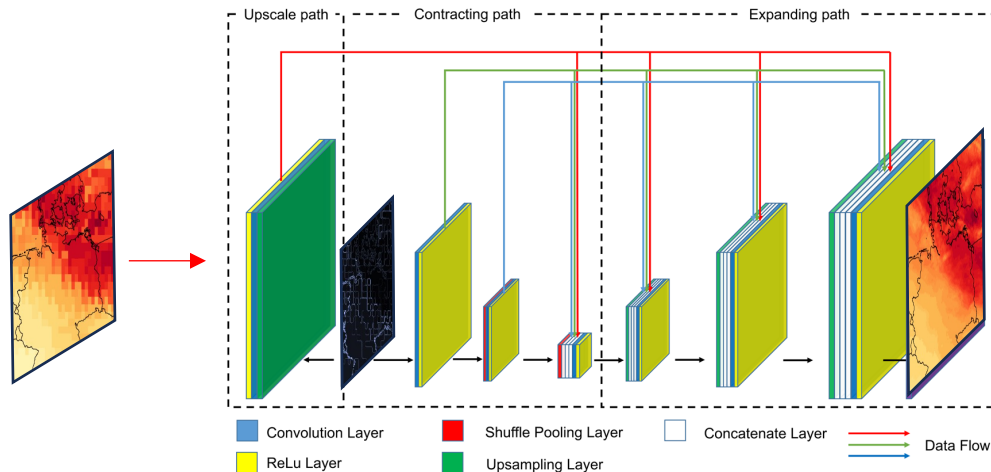 Upscale path
Contracting path
Expanding path
Convolution Layer
Shuffle Pooling Layer
Concatenate Layer
Data Flow
ReLu Layer
Upsampling Layer